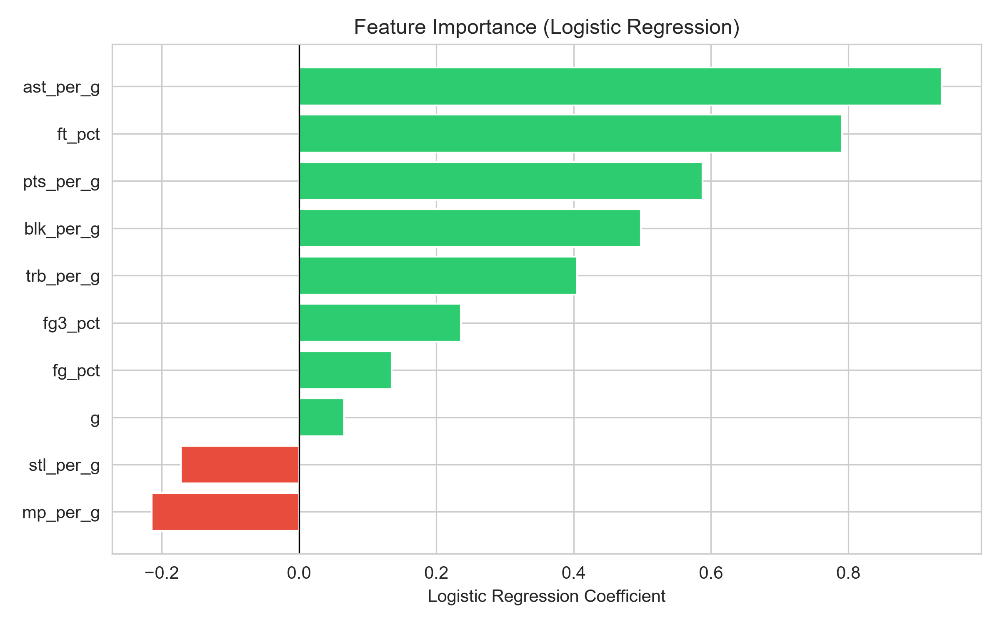 Feature Importance (Logistic Regression)
ast_per_g
ft_pct
pts_per_g
blk_per_g
trb_per_g
fg3_pct
fg_pct
g
stl_per_g
mp_per_g
−0.2 0.0 0.2 0.4 0.6 0.8
Logistic Regression Coefficient